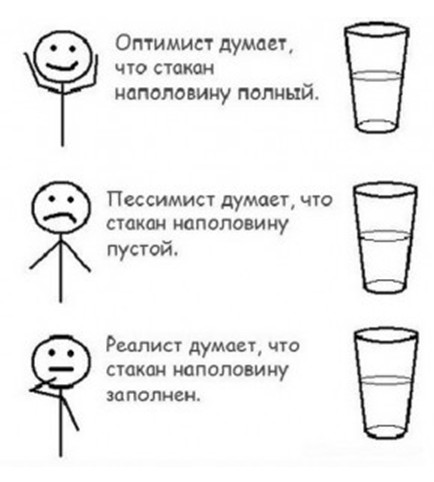 Оптимист думает,
что стакан
наполовину полный.
Пессимист думает, что
стакан наполовину
пустой.
Реалист думает, что
стакан наполовину
заполнен.